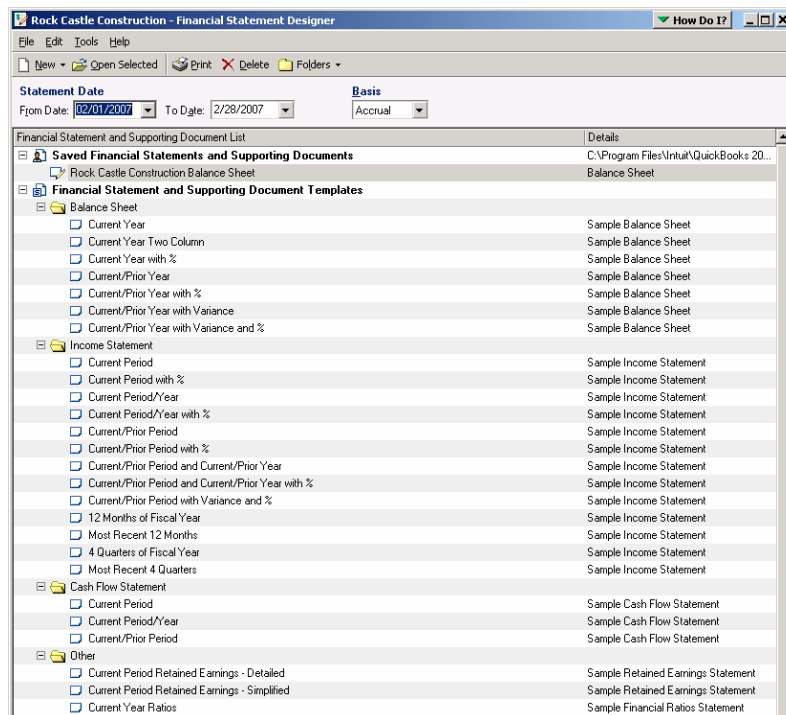 Rock Castle Construction - Financial Statement Designer
How Do I?
File Edit Tools Help
New Open Selected Print Delete Folders
Statement Date Basis
From Date: 02/01/2007 To Date: 2/28/2007 Accrual
Financial Statement and Supporting Document List Details
Saved Financial Statements and Supporting Documents C:\Program Files\Intuit\QuickBooks 20...
Rock Castle Construction Balance Sheet Balance Sheet
Financial Statement and Supporting Document Templates
Balance Sheet
Current Year Sample Balance Sheet
Current Year Two Column Sample Balance Sheet
Current Year with % Sample Balance Sheet
Current/Prior Year Sample Balance Sheet
Current/Prior Year with % Sample Balance Sheet
Current/Prior Year with Variance Sample Balance Sheet
Current/Prior Year with Variance and % Sample Balance Sheet
Income Statement
Current Period Sample Income Statement
Current Period with % Sample Income Statement
Current Period/Year Sample Income Statement
Current Period/Year with % Sample Income Statement
Current/Prior Period Sample Income Statement
Current/Prior Period with % Sample Income Statement
Current/Prior Period and Current/Prior Year Sample Income Statement
Current/Prior Period and Current/Prior Year with % Sample Income Statement
Current/Prior Period with Variance and % Sample Income Statement
12 Months of Fiscal Year Sample Income Statement
Most Recent 12 Months Sample Income Statement
4 Quarters of Fiscal Year Sample Income Statement
Most Recent 4 Quarters Sample Income Statement
Cash Flow Statement
Current Period Sample Cash Flow Statement
Current Period/Year Sample Cash Flow Statement
Current/Prior Period Sample Cash Flow Statement
Other
Current Period Retained Earnings - Detailed Sample Retained Earnings Statement
Current Period Retained Earnings - Simplified Sample Retained Earnings Statement
Current Year Ratios Sample Financial Ratios Statement